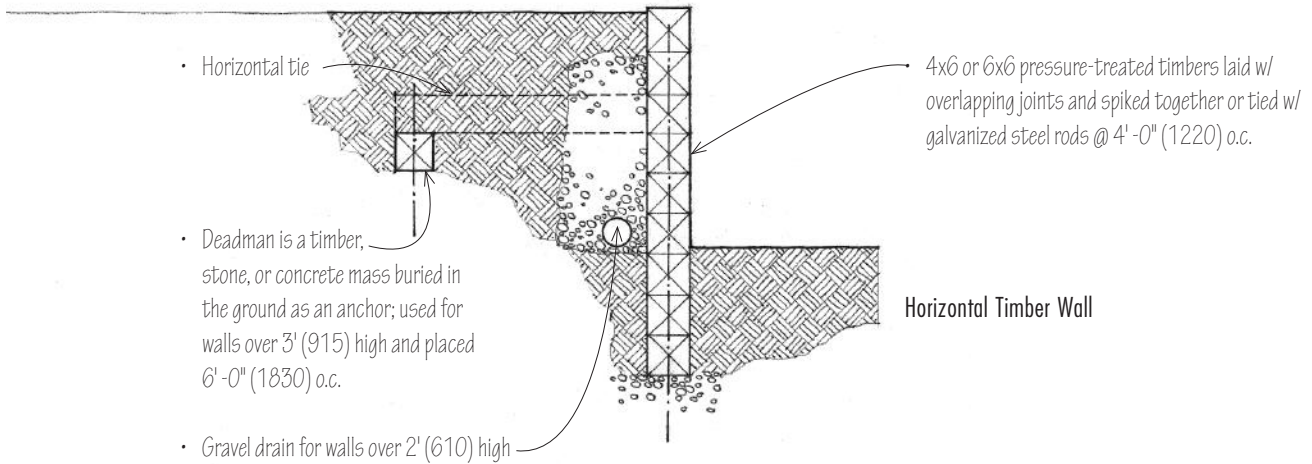 • Horizontal tie
• 4x6 or 6x6 pressure-treated timbers laid w/
overlapping joints and spiked together or tied w/
galvanized steel rods @ 4'-0" (1220) o.c.
• Deadman is a timber,
stone, or concrete mass buried in
the ground as an anchor; used for
walls over 3' (915) high and placed
6'-0" (1830) o.c.
Horizontal Timber Wall
• Gravel drain for walls over 2' (610) high